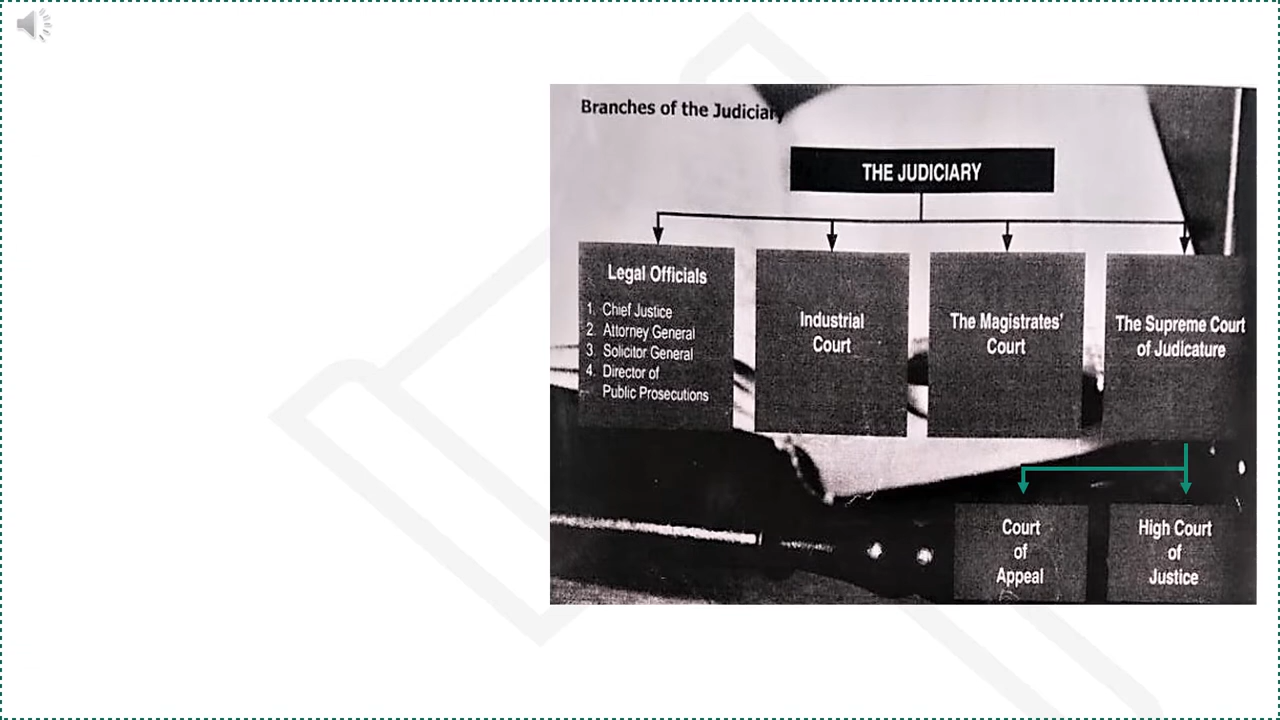 Branches of the Judiciary
THE JUDICIARY
Legal Officials
1. Chief Justice
2. Attorney General
3. Solicitor General
4. Director of
Public Prosecutions
Industrial
Court
The Magistrates'
Court
The Supreme Court
of Judicature
Court
of
Appeal
High Court
of
Justice